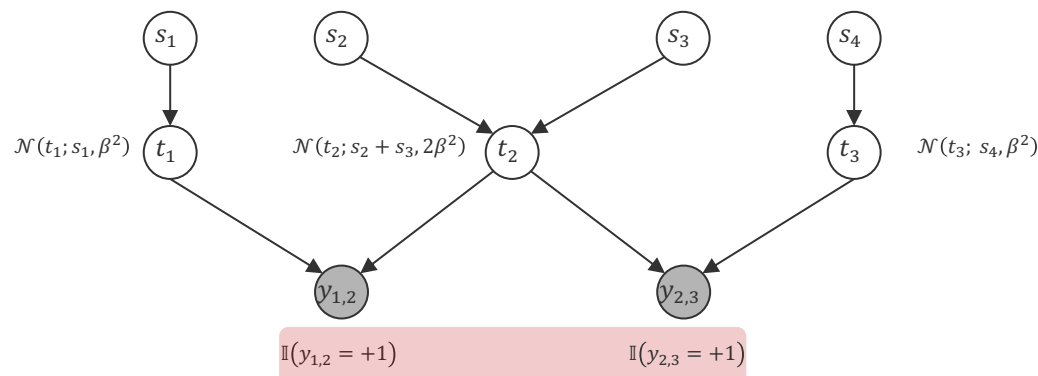 s₁ s₂ s₃ s₄
𝒩(t₁; s₁, β²) t₁ 𝒩(t₂; s₂ + s₃, 2β²) t₂ t₃ 𝒩(t₃; s₄, β²)
y₁,₂ y₂,₃
𝕀(y₁,₂ = +1) 𝕀(y₂,₃ = +1)